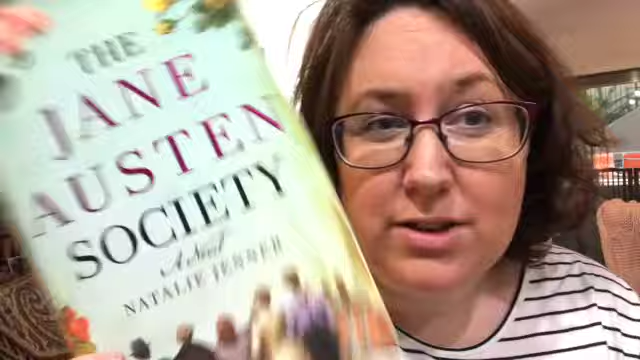 THE
JANE
AUSTEN
SOCIETY
A Novel
NATALIE JENNER